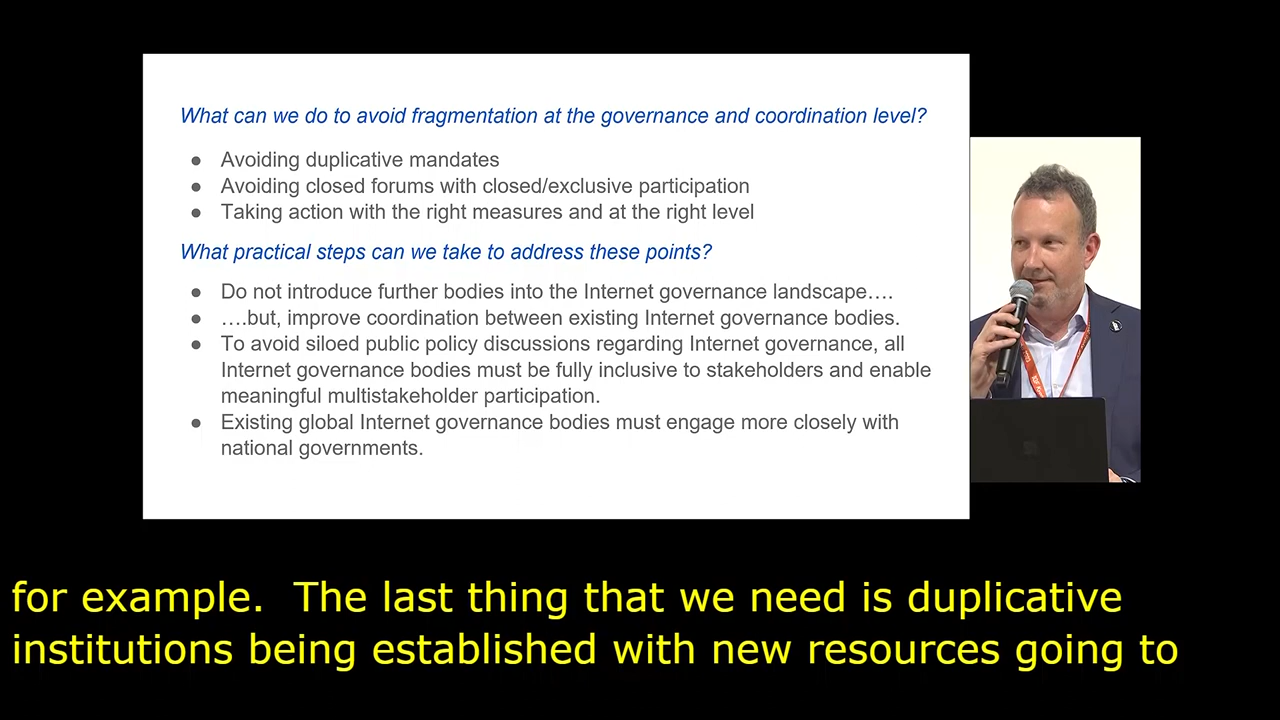 What can we do to avoid fragmentation at the governance and coordination level?
● Avoiding duplicative mandates
● Avoiding closed forums with closed/exclusive participation
● Taking action with the right measures and at the right level
What practical steps can we take to address these points?
● Do not introduce further bodies into the Internet governance landscape….
● ….but, improve coordination between existing Internet governance bodies.
● To avoid siloed public policy discussions regarding Internet governance, all
Internet governance bodies must be fully inclusive to stakeholders and enable
meaningful multistakeholder participation.
● Existing global Internet governance bodies must engage more closely with
national governments.
for example.  The last thing that we need is duplicative
institutions being established with new resources going to